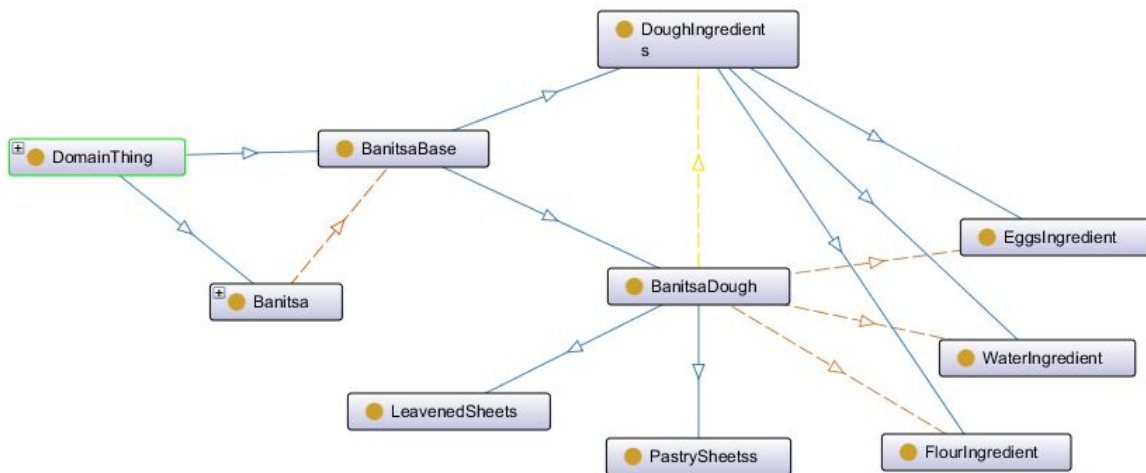 DoughIngredient
s
DomainThing
BanitsaBase
EggsIngredient
Banitsa
BanitsaDough
WaterIngredient
LeavenedSheets
PastrySheetss
FlourIngredient